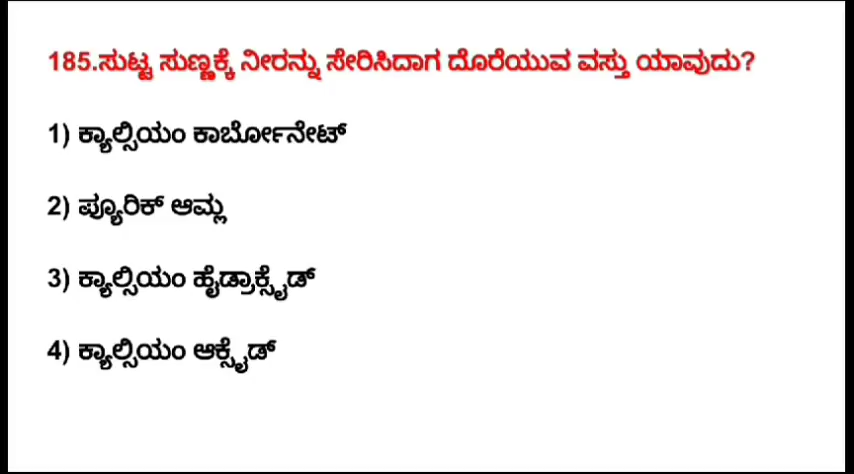 185.ಸುಟ್ಟ ಸುಣ್ಣಕ್ಕೆ ನೀರನ್ನು ಸೇರಿಸಿದಾಗ ದೊರೆಯುವ ವಸ್ತು ಯಾವುದು?
1) ಕ್ಯಾಲ್ಸಿಯಂ ಕಾರ್ಬೋನೇಟ್
2) ಪ್ಯೂರಿಕ್ ಆಮ್ಲ
3) ಕ್ಯಾಲ್ಸಿಯಂ ಹೈಡ್ರಾಕ್ಸೈಡ್
4) ಕ್ಯಾಲ್ಸಿಯಂ ಆಕ್ಸೈಡ್